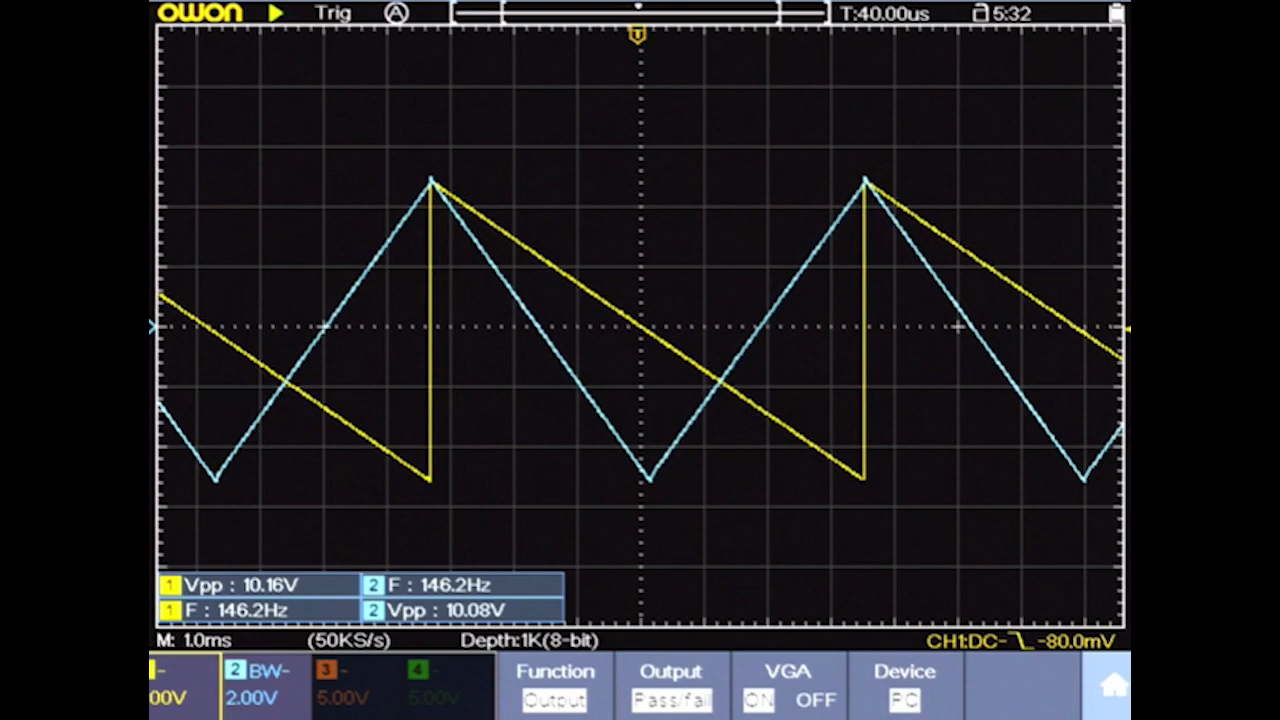 OWON Trig A T:40.00us 5:32
T
1 Vpp : 10.16V 2 F : 146.2Hz
1 F : 146.2Hz 2 Vpp : 10.08V
M: 1.0ms (50KS/s) Depth:1K(8-bit) CH1:DC- -80.0mV
2 BW- 3 - 4 - Function Output VGA Device
00V 2.00V 5.00V 5.00V Output Pass/fail ON OFF PC